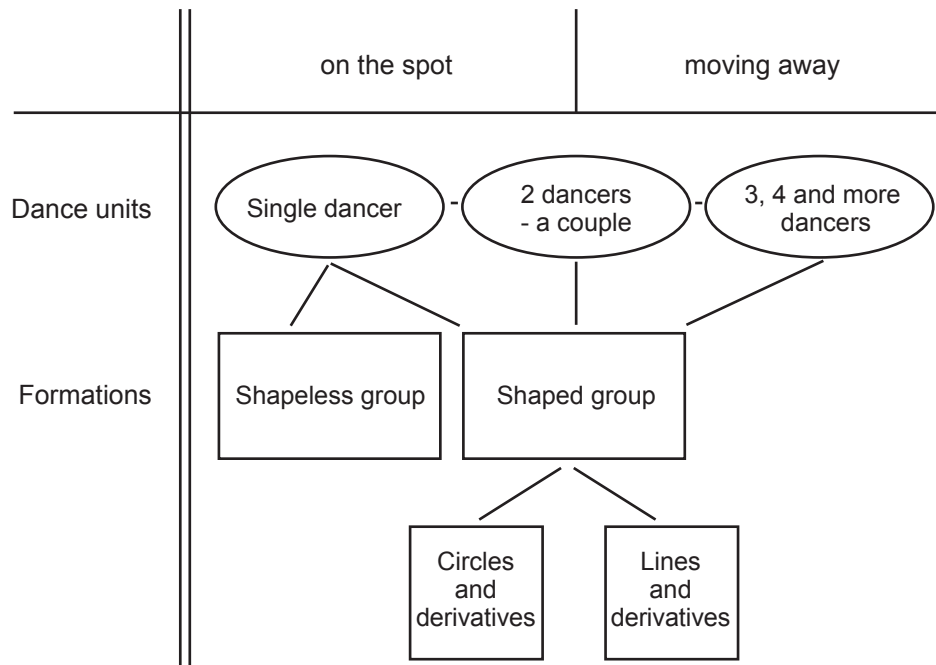 on the spot
moving away
Dance units
Single dancer
-
2 dancers
- a couple
-
3, 4 and more
dancers
Formations
Shapeless group
Shaped group
Circles
and
derivatives
Lines
and
derivatives